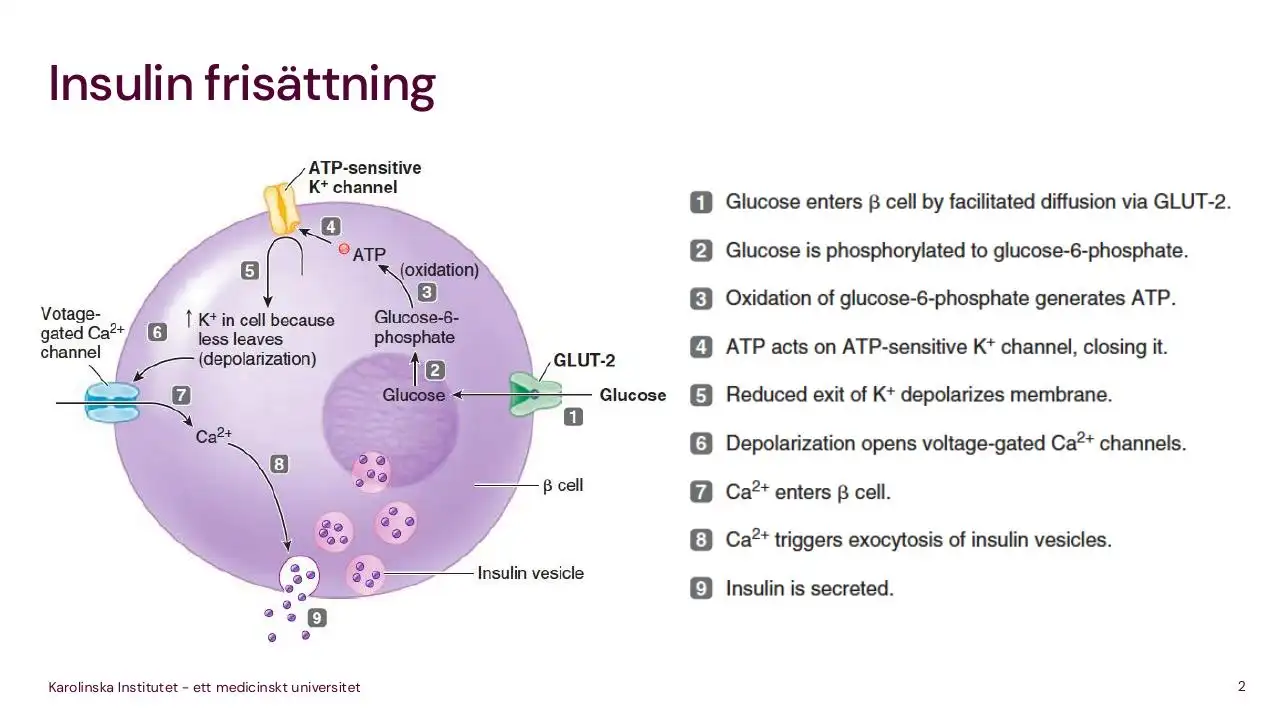 Insulin frisättning
ATP-sensitive
K⁺ channel
4
ATP
5
(oxidation)
3
Votage-
gated Ca²⁺
channel
6
↑ K⁺ in cell because
less leaves
(depolarization)
Glucose-6-
phosphate
2
GLUT-2
7
Glucose
Glucose
1
Ca²⁺
8
β cell
Insulin vesicle
9
1 Glucose enters β cell by facilitated diffusion via GLUT-2.
2 Glucose is phosphorylated to glucose-6-phosphate.
3 Oxidation of glucose-6-phosphate generates ATP.
4 ATP acts on ATP-sensitive K⁺ channel, closing it.
5 Reduced exit of K⁺ depolarizes membrane.
6 Depolarization opens voltage-gated Ca²⁺ channels.
7 Ca²⁺ enters β cell.
8 Ca²⁺ triggers exocytosis of insulin vesicles.
9 Insulin is secreted.
Karolinska Institutet – ett medicinskt universitet
2